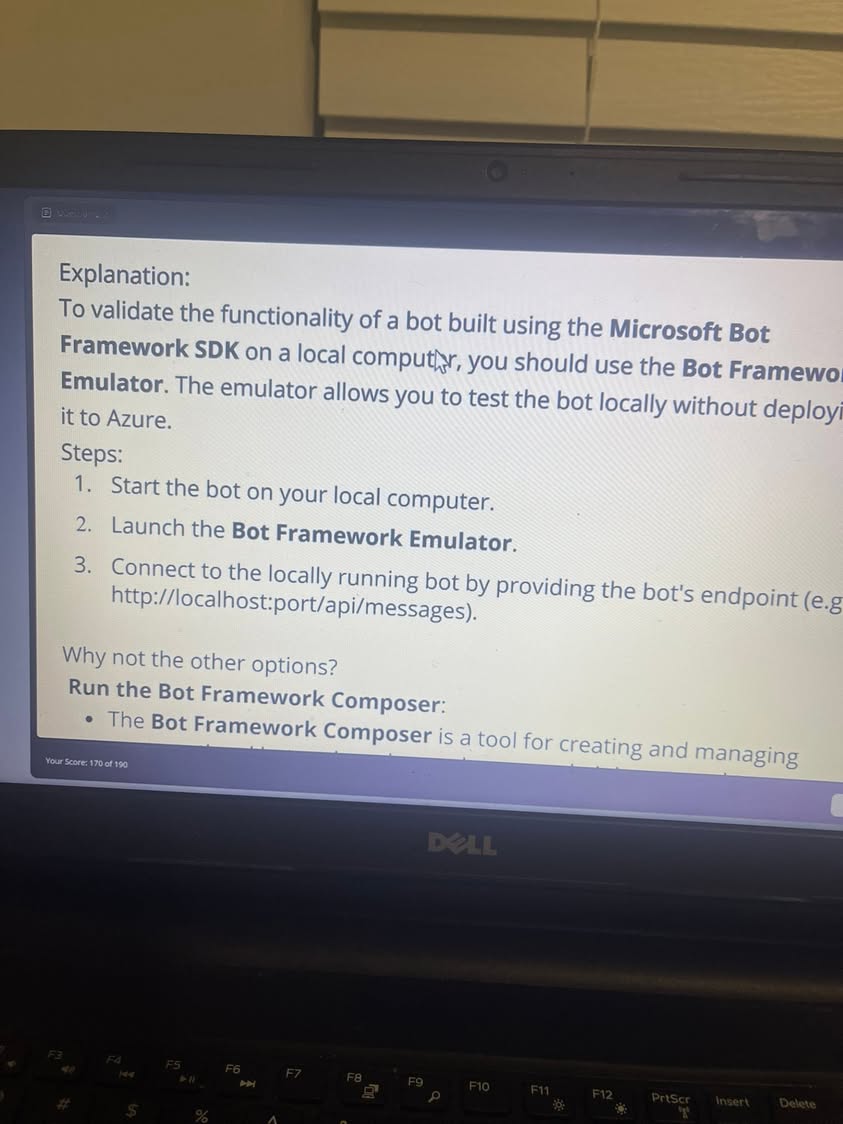 Explanation:
To validate the functionality of a bot built using the Microsoft Bot
Framework SDK on a local computer, you should use the Bot Framewo
Emulator. The emulator allows you to test the bot locally without deployi
it to Azure.
Steps:
1. Start the bot on your local computer.
2. Launch the Bot Framework Emulator.
3. Connect to the locally running bot by providing the bot's endpoint (e.g
http://localhost:port/api/messages).
Why not the other options?
Run the Bot Framework Composer:
• The Bot Framework Composer is a tool for creating and managing
Your Score: 170 of 190
DELL
F3 F4 F5 F6 F7 F8 F9 F10 F11 F12 PrtScr Insert Delete
# $ %